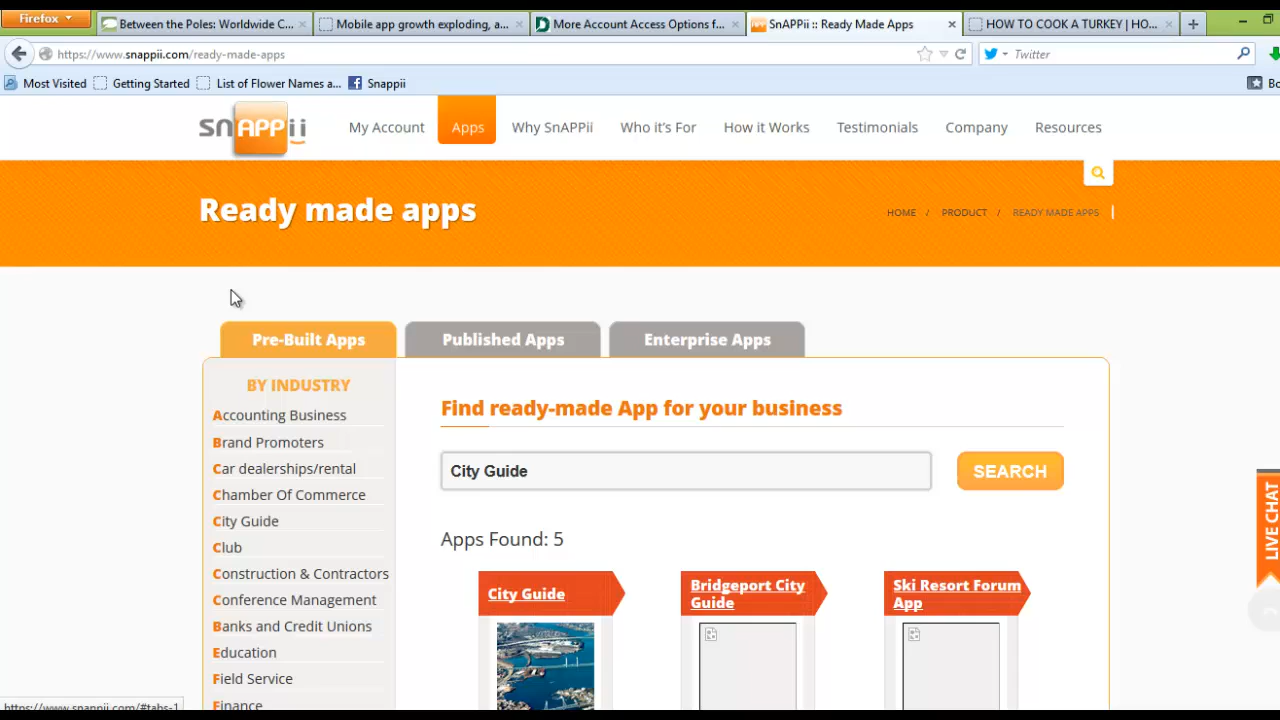 Firefox
Between the Poles: Worldwide C...
Mobile app growth exploding, a...
More Account Access Options f...
SnAPPii :: Ready Made Apps
HOW TO COOK A TURKEY | HO...
https://www.snappii.com/ready-made-apps
Twitter
Most Visited
Getting Started
List of Flower Names a...
Snappii
Bo
snAPPii
My Account
Apps
Why SnAPPii
Who it's For
How it Works
Testimonials
Company
Resources
Ready made apps
HOME / PRODUCT / READY MADE APPS
Pre-Built Apps
Published Apps
Enterprise Apps
BY INDUSTRY
Accounting Business
Brand Promoters
Car dealerships/rental
Chamber Of Commerce
City Guide
Club
Construction & Contractors
Conference Management
Banks and Credit Unions
Education
Field Service
Finance
Find ready-made App for your business
City Guide
SEARCH
Apps Found: 5
City Guide
Bridgeport City
Guide
Ski Resort Forum
App
LIVE CHAT
https://www.snappii.com/#tabs-1